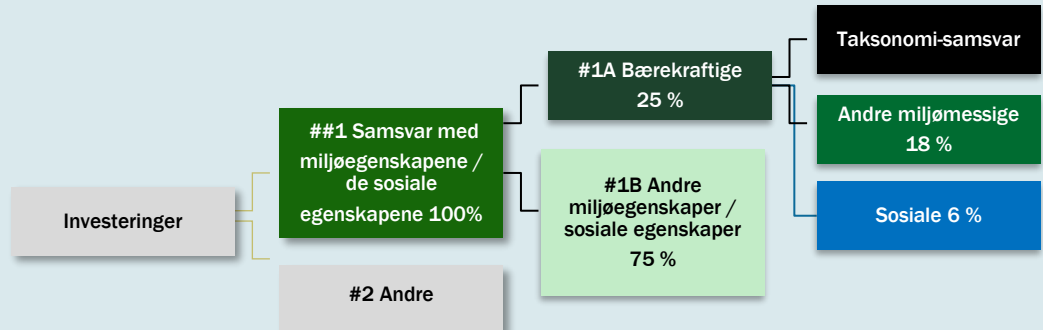 Investeringer
##1 Samsvar med
miljøegenskapene /
de sosiale
egenskapene 100%
#2 Andre
#1A Bærekraftige
25 %
#1B Andre
miljøegenskaper /
sosiale egenskaper
75 %
Taksonomi-samsvar
Andre miljømessige
18 %
Sosiale 6 %